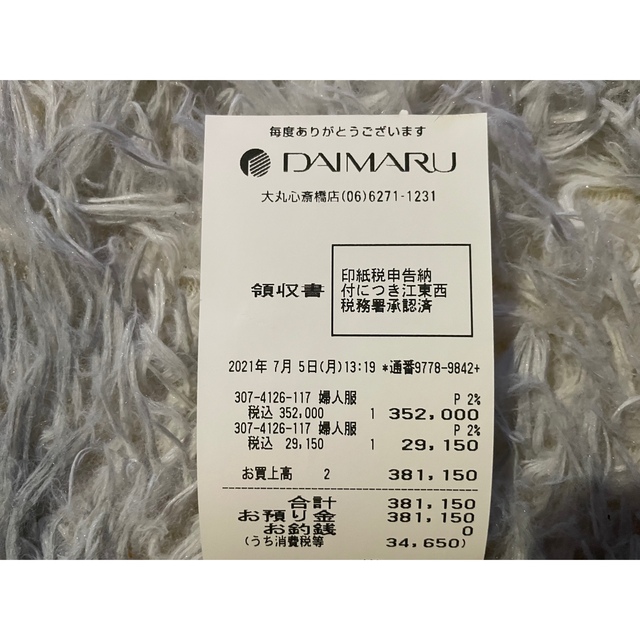 毎度ありがとうございます
DAIMARU
大丸心斎橋店(06)6271-1231
領収書
印紙税申告納
付につき江東西
税務署承認済
2021年 7月 5日(月)13:19 *通番9778-9842+
307-4126-117 婦人服 P 2%
税込 352,000 1 352,000
307-4126-117 婦人服 P 2%
税込 29,150 1 29,150
お買上高 2 381,150
合計 381,150
お預り金 381,150
お釣銭 0
(うち消費税等 34,650)